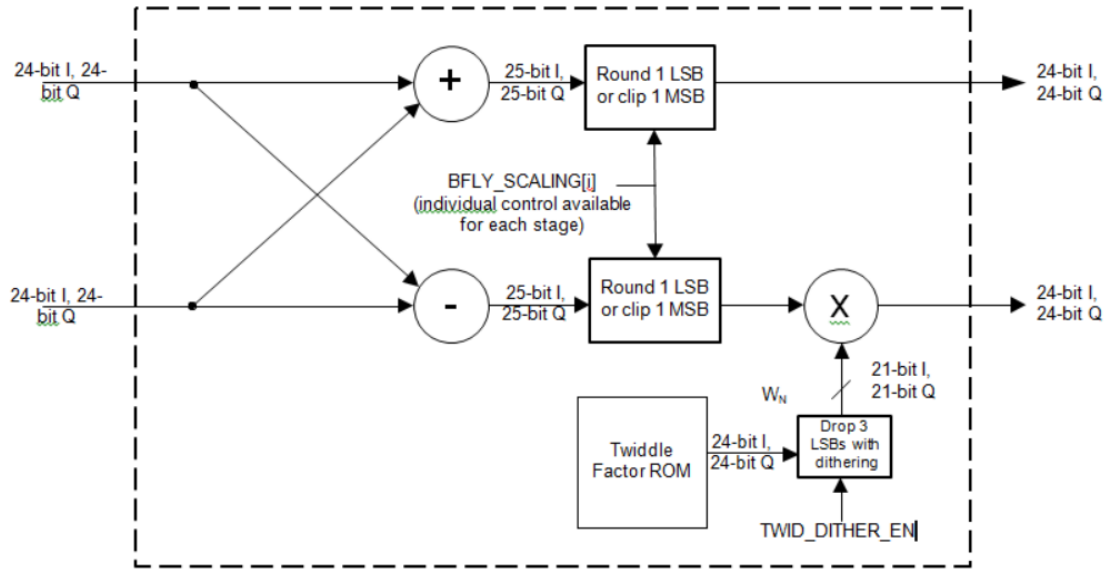 24-bit I, 24-
bit Q
+
25-bit I,
25-bit Q
Round 1 LSB
or clip 1 MSB
24-bit I,
24-bit Q
BFLY_SCALING[j]
(individual control available
for each stage)
24-bit I, 24-
bit Q
-
25-bit I,
25-bit Q
Round 1 LSB
or clip 1 MSB
X
24-bit I,
24-bit Q
21-bit I,
21-bit Q
WN
Twiddle
Factor ROM
24-bit I,
24-bit Q
Drop 3
LSBs with
dithering
TWID_DITHER_EN